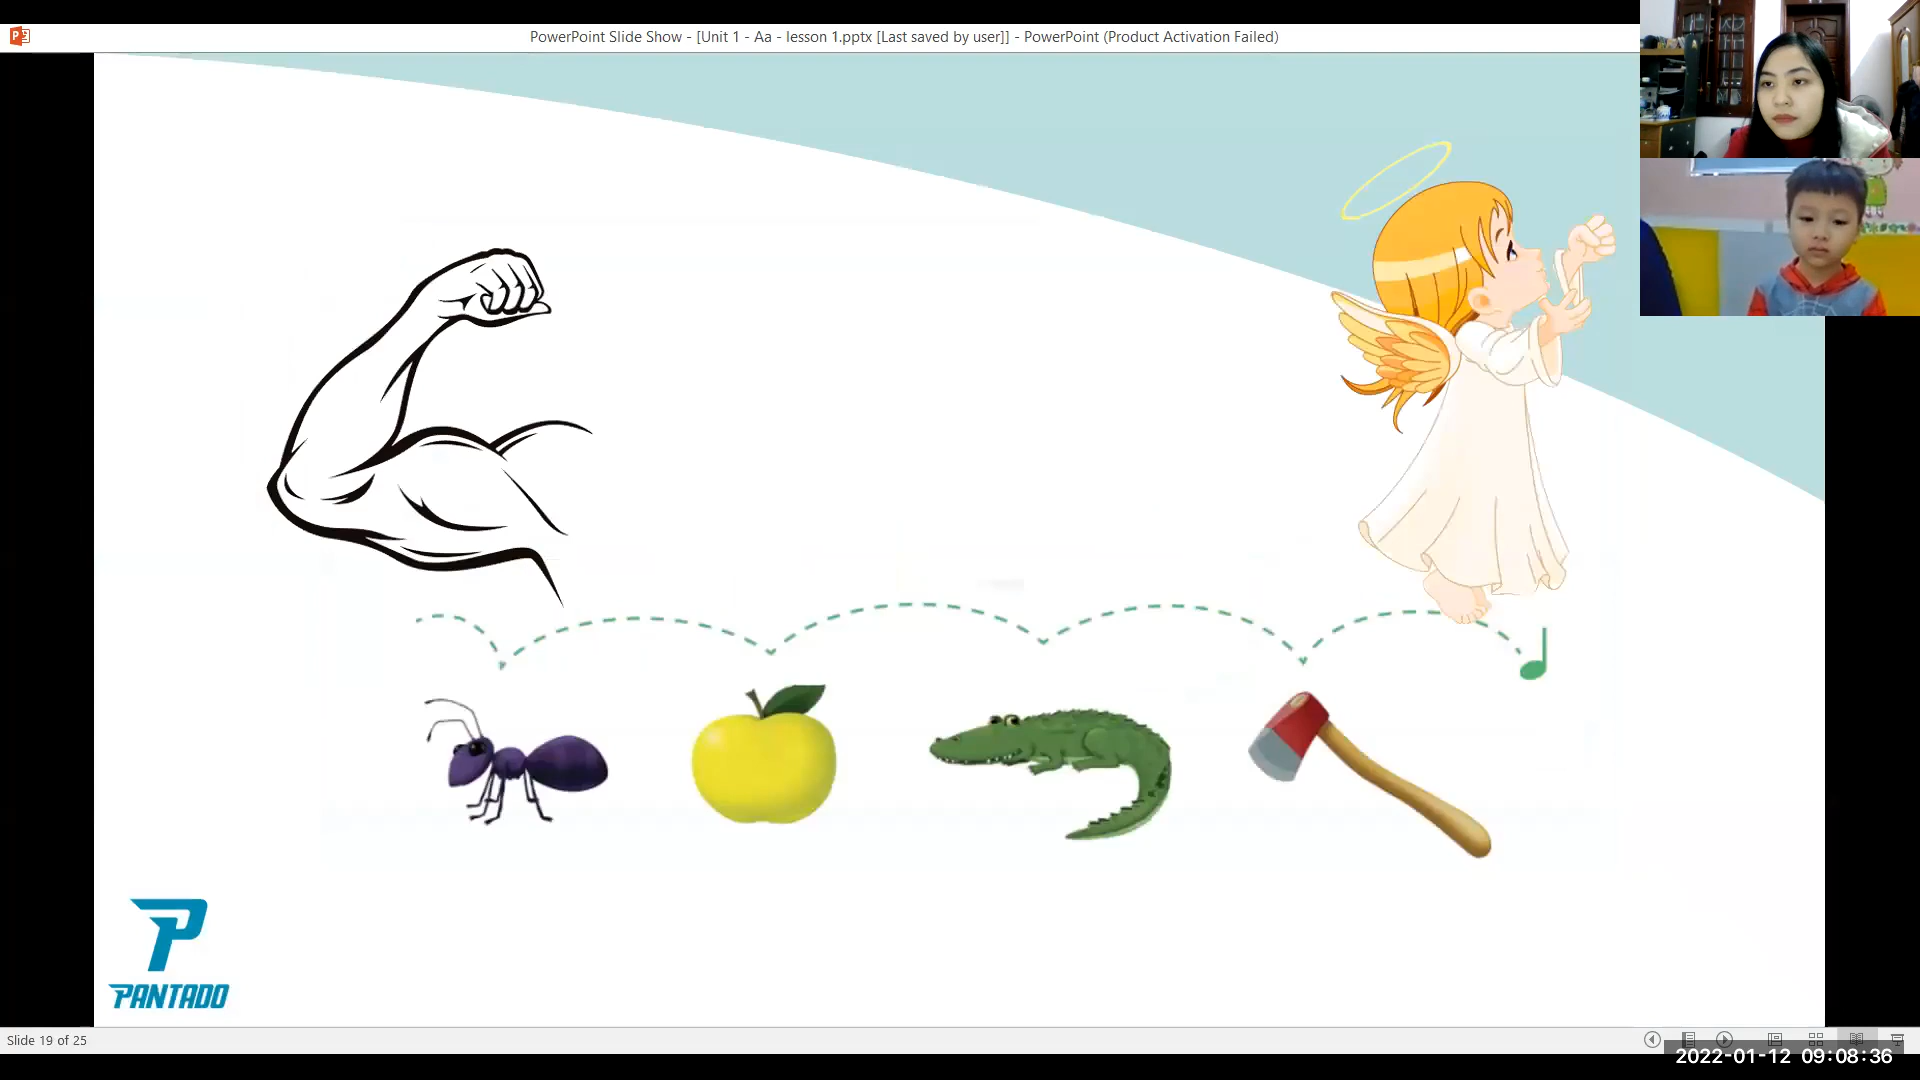 PowerPoint Slide Show - [Unit 1 - Aa - lesson 1.pptx [Last saved by user]] - PowerPoint (Product Activation Failed)
PANTADO
Slide 19 of 25
2022-01-12 09:08:36